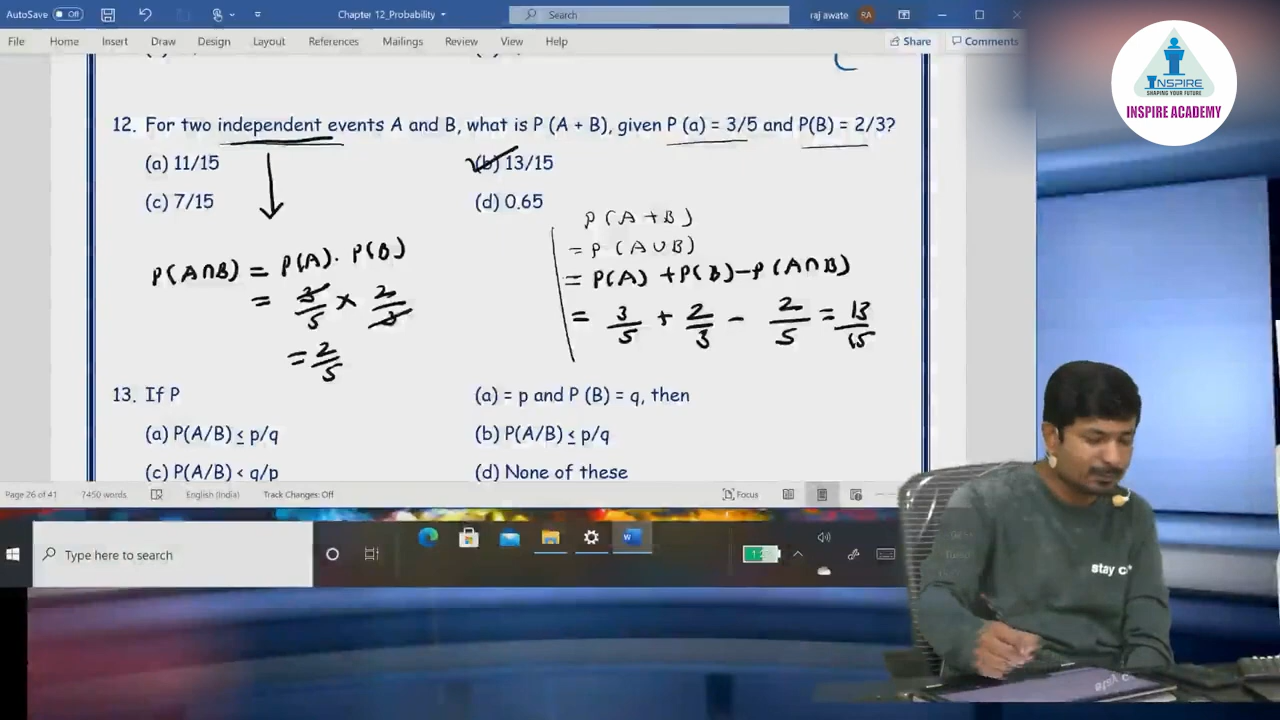 AutoSave Off
Chapter 12_Probability
Search
raj awate RA
File Home Insert Draw Design Layout References Mailings Review View Help
Share Comments
INSPIRE
SHAPING YOUR FUTURE
INSPIRE ACADEMY
12. For two independent events A and B, what is P (A + B), given P (a) = 3/5 and P(B) = 2/3?
(a) 11/15 (b) 13/15
(c) 7/15 (d) 0.65
P(A∩B) = P(A). P(B)
= 3/5 × 2/3
= 2/5
P(A+B)
= P(A∪B)
= P(A) + P(B) – P(A∩B)
= 3/5 + 2/3 – 2/5 = 13/15
13. If P (a) = p and P (B) = q, then
(a) P(A/B) ≤ p/q (b) P(A/B) ≤ p/q
(c) P(A/B) < q/p (d) None of these
Page 26 of 41 7450 words English (India) Track Changes: Off Focus
Type here to search